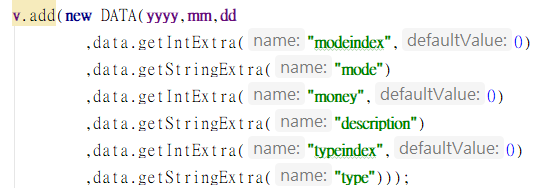 v.add(new DATA(yyyy,mm,dd
,data.getIntExtra( name: "modeindex", defaultValue: 0)
,data.getStringExtra( name: "mode")
,data.getIntExtra( name: "money", defaultValue: 0)
,data.getStringExtra( name: "description")
,data.getIntExtra( name: "typeindex", defaultValue: 0)
,data.getStringExtra( name: "type")));